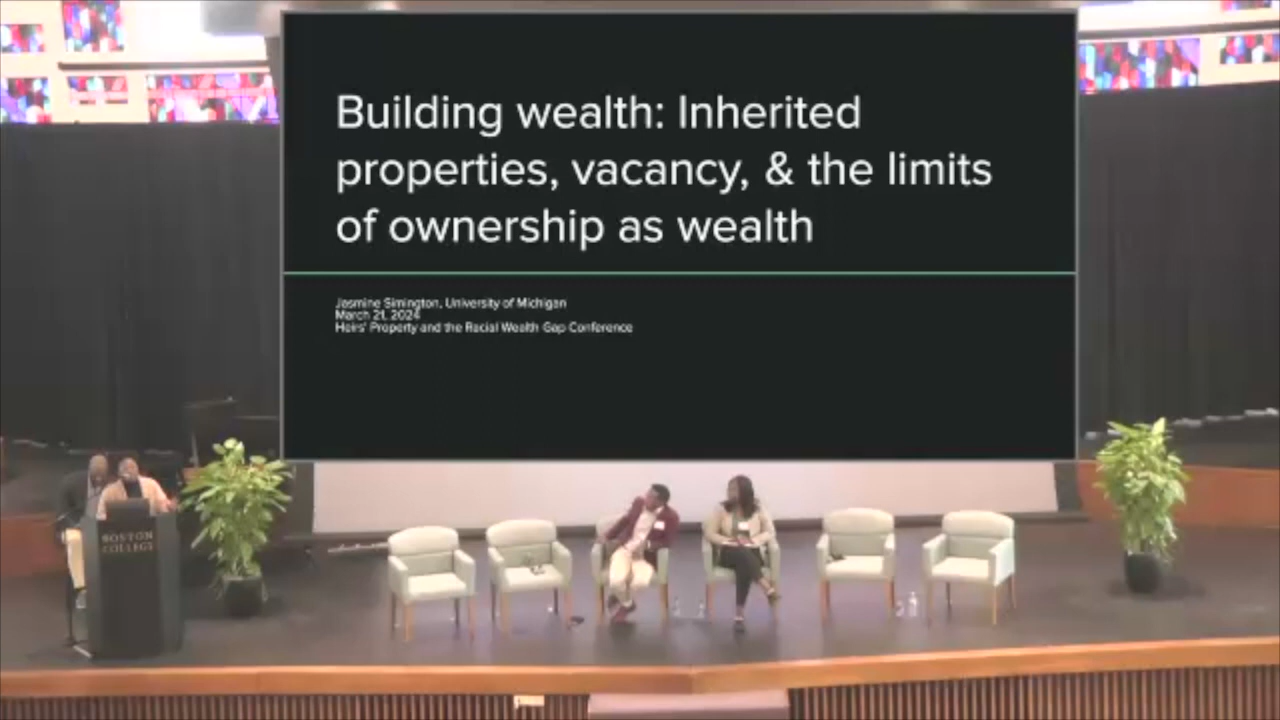 Building wealth: Inherited
properties, vacancy, & the limits
of ownership as wealth
Jasmine Simington, University of Michigan
March 21, 2024
Heirs' Property and the Racial Wealth Gap Conference
BOSTON
COLLEGE